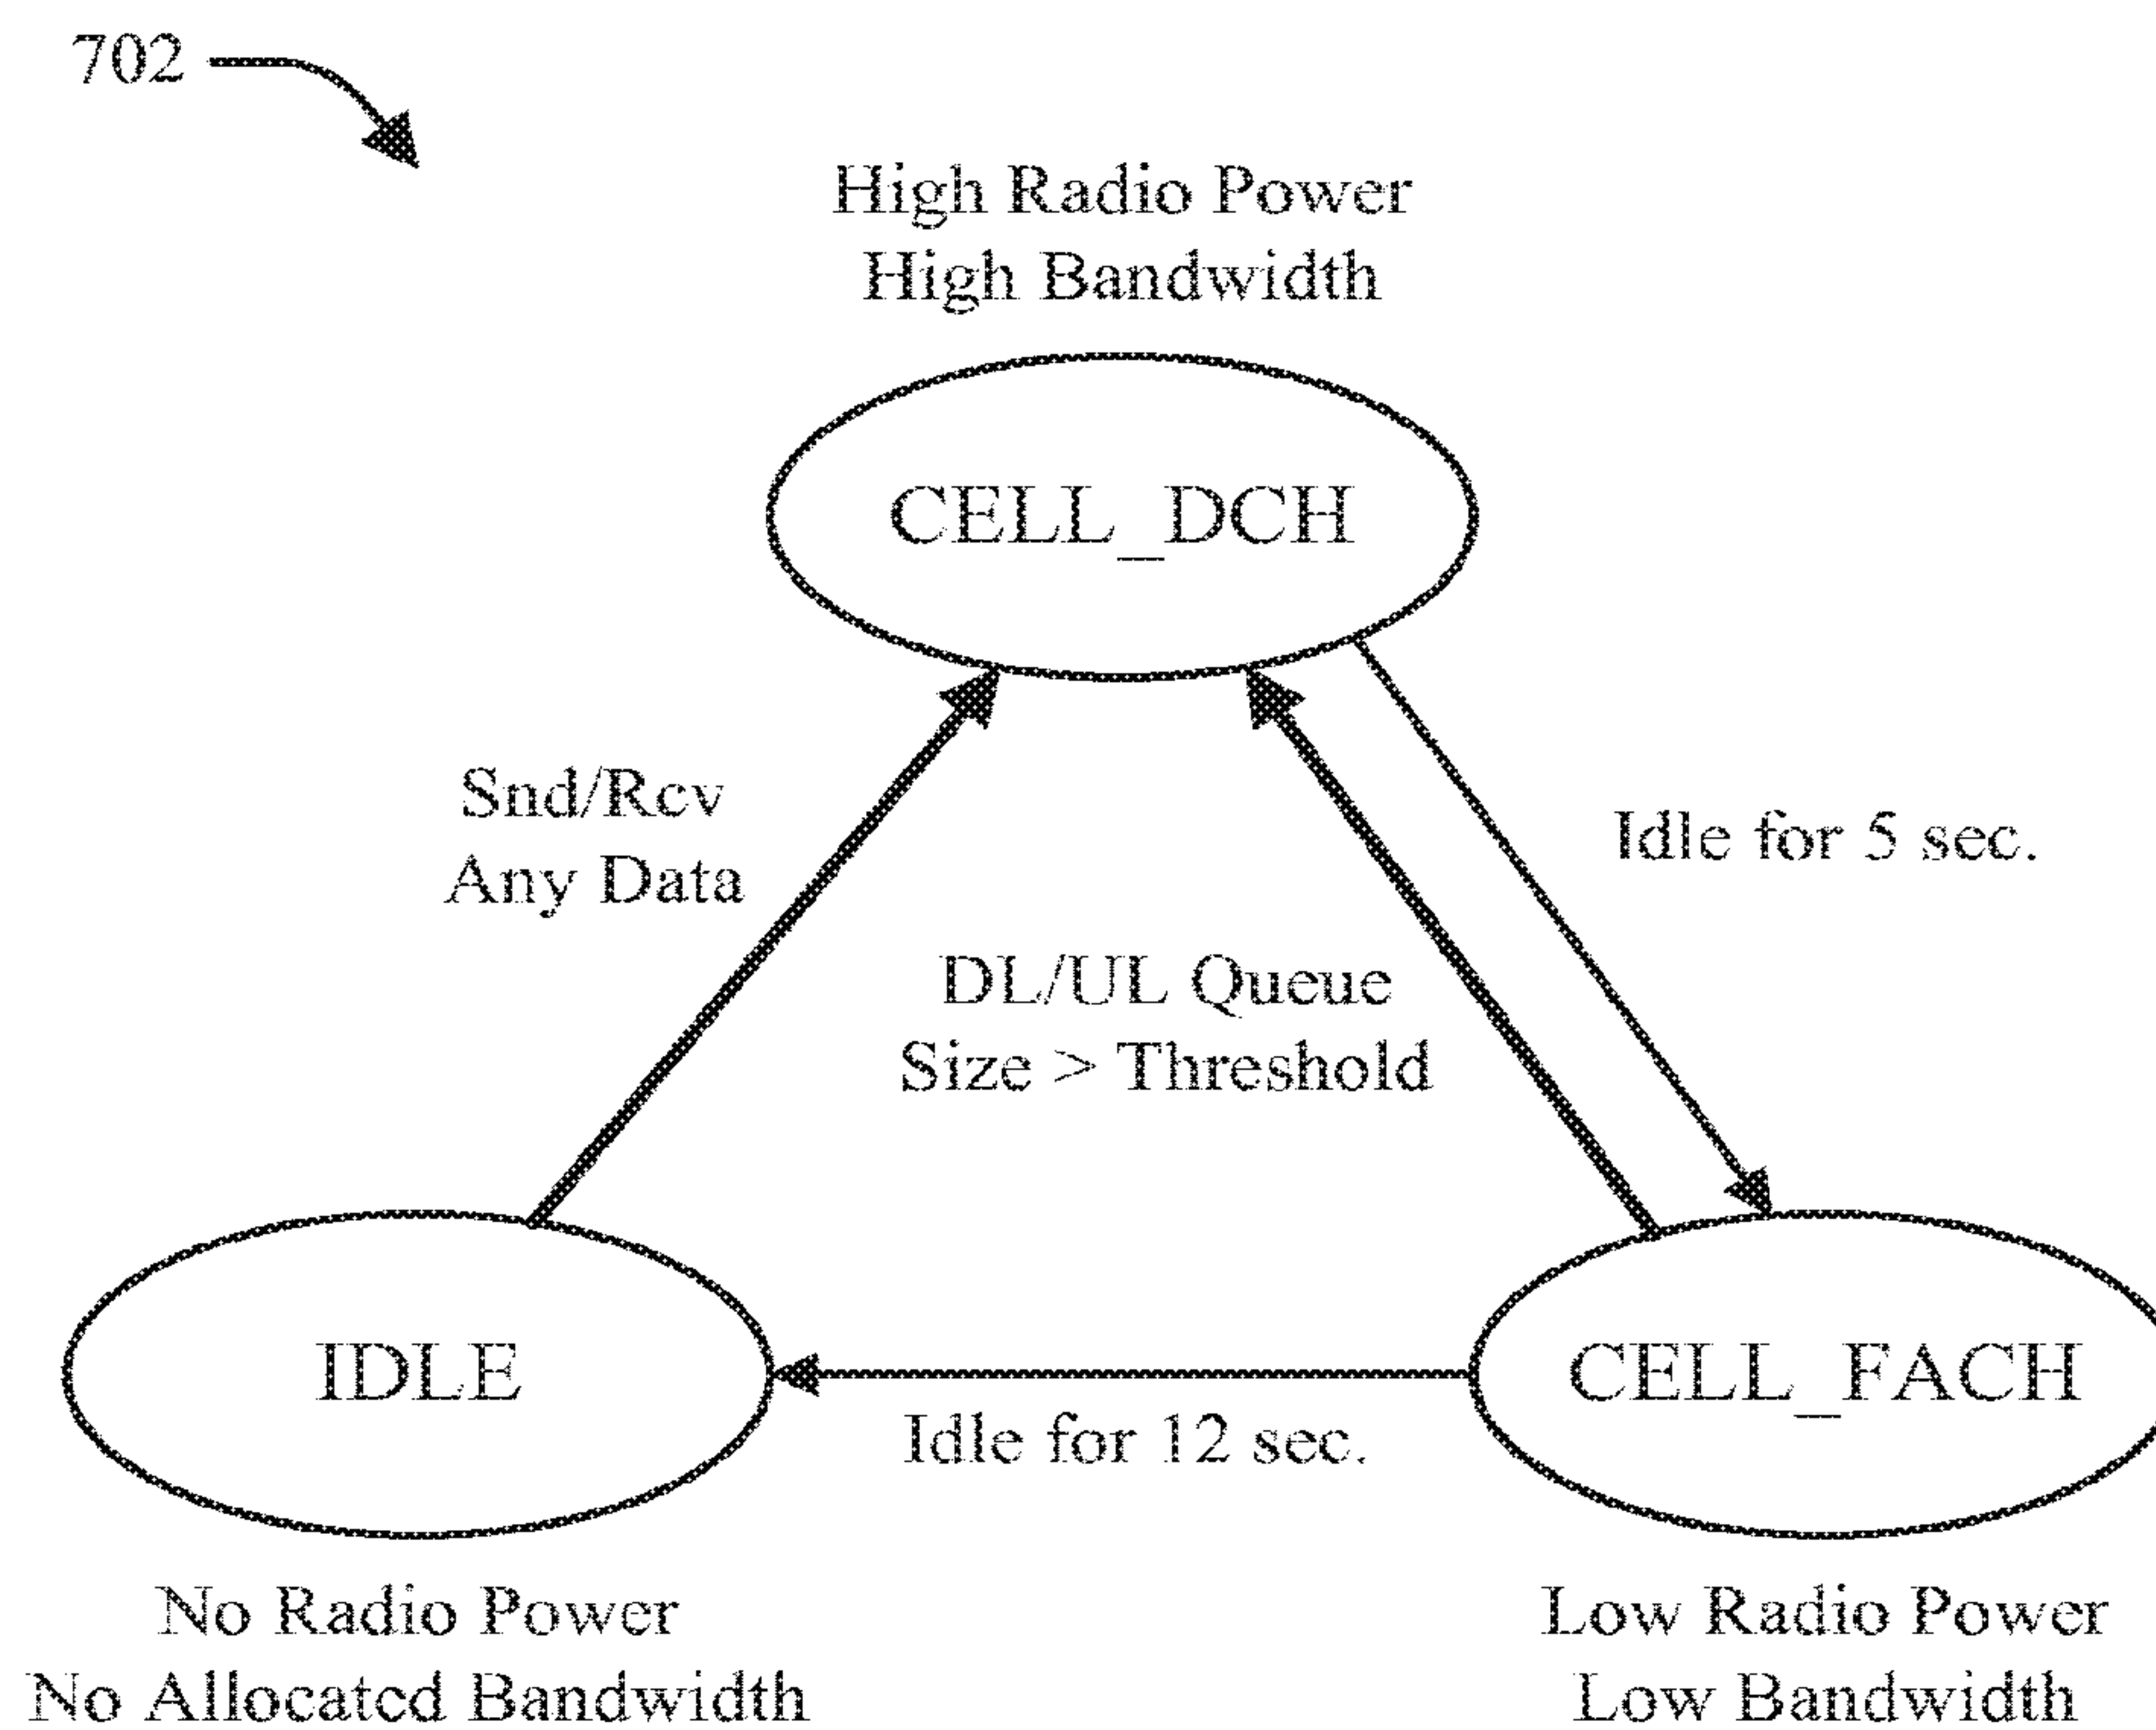 702
High Radio Power
High Bandwidth
CELL_DCH
Snd/Rcv
Any Data
Idle for 5 sec.
DL/UL Queue
Size > Threshold
IDLE
CELL_FACH
Idle for 12 sec.
No Radio Power
No Allocated Bandwidth
Low Radio Power
Low Bandwidth